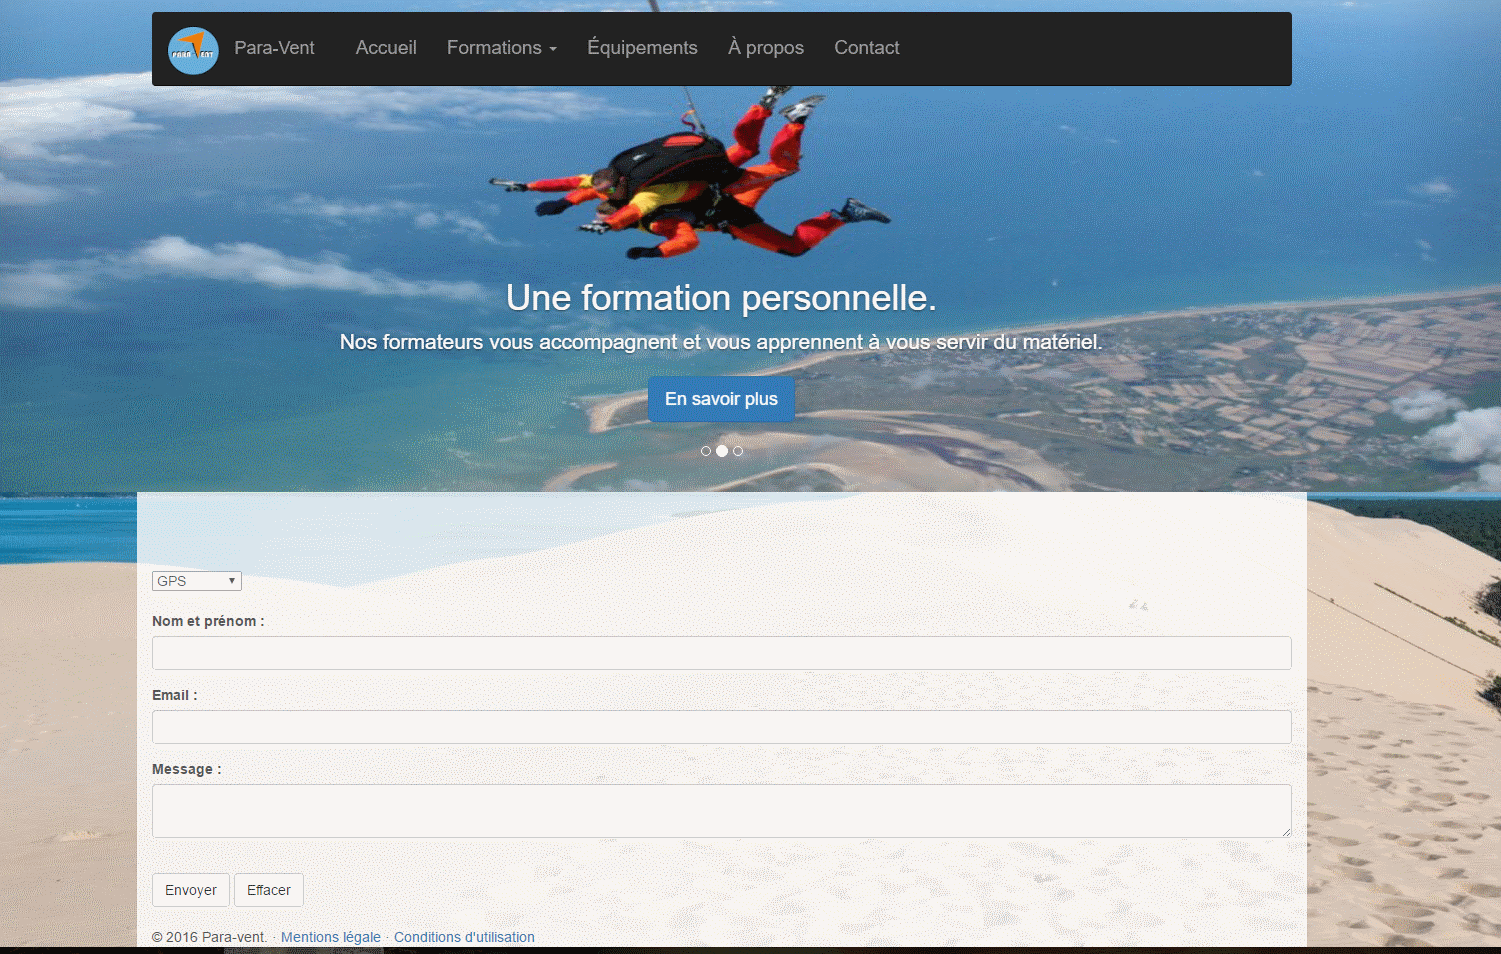 PARA VENT
Para-Vent Accueil Formations Équipements À propos Contact
Une formation personnelle.
Nos formateurs vous accompagnent et vous apprennent à vous servir du matériel.
En savoir plus
GPS
Nom et prénom :
Email :
Message :
Envoyer Effacer
© 2016 Para-vent. · Mentions légale · Conditions d'utilisation